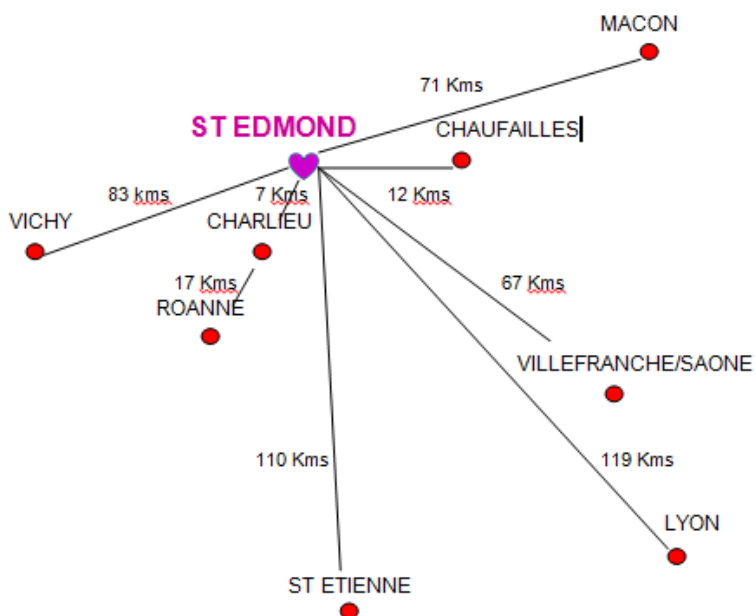 MACON
71 Kms
ST EDMOND
CHAUFAILLES
83 kms
7 Kms
12 Kms
VICHY
CHARLIEU
17 Kms
67 Kms
ROANNE
VILLEFRANCHE/SAONE
110 Kms
119 Kms
LYON
ST ETIENNE